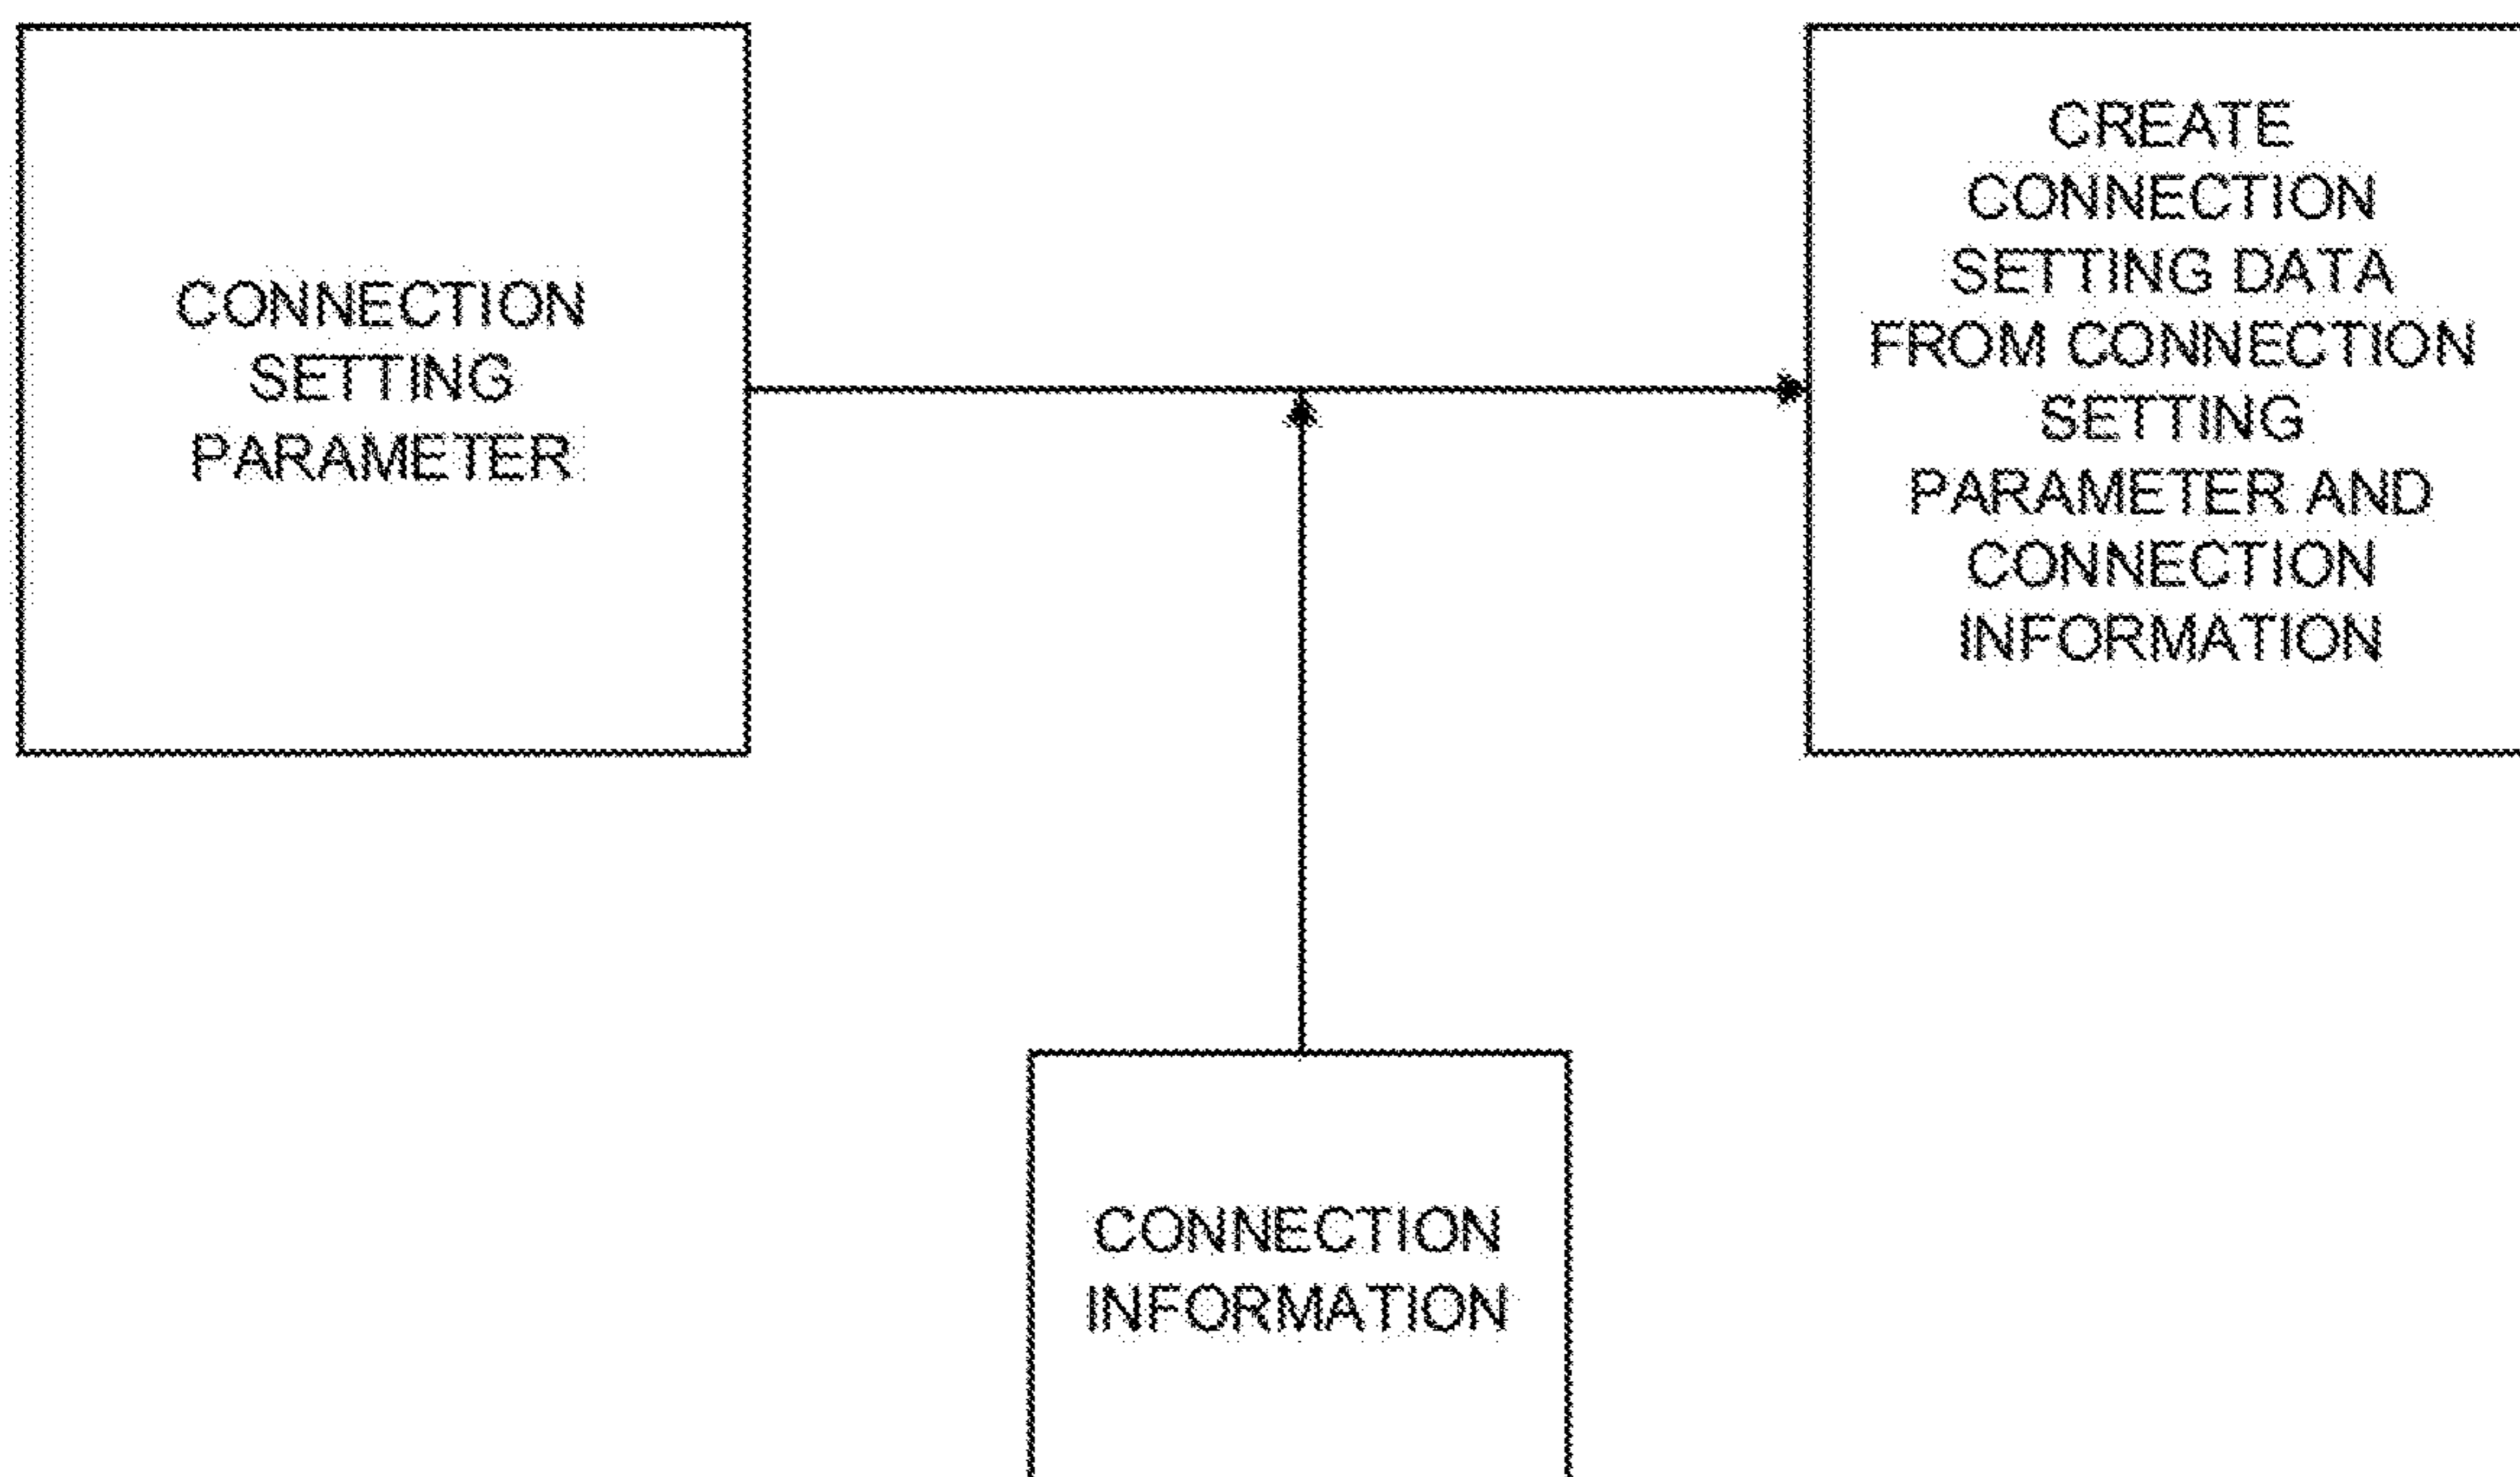 CONNECTION
SETTING
PARAMETER
CREATE
CONNECTION
SETTING DATA
FROM CONNECTION
SETTING
PARAMETER AND
CONNECTION
INFORMATION
CONNECTION
INFORMATION